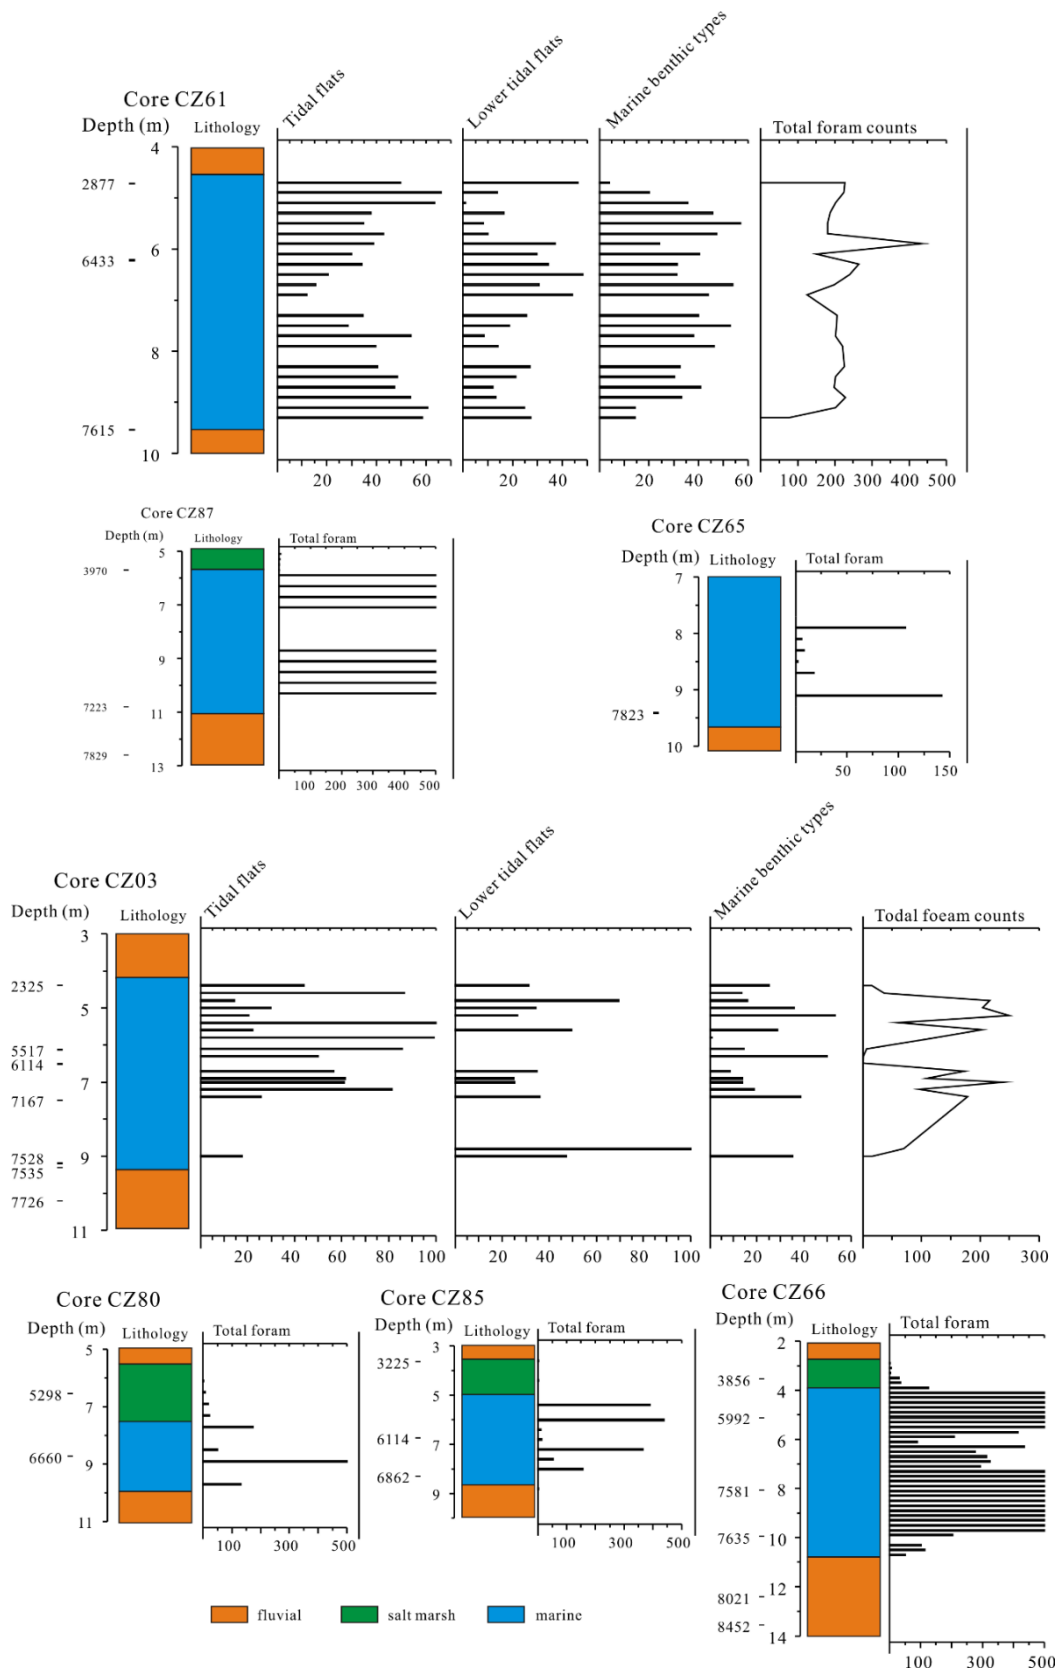 Core CZ61
Tidal flats
Lower tidal flats
Marine benthic types
Depth (m) Lithology Total foram counts
4
2877
6
6433
8
7615
10
20 40 60 20 40 20 40 60 100 200 300 400 500
Core CZ87
Depth (m) Lithology Total foram
5
3970
7
9
7223
11
7829
13
100 200 300 400 500
Core CZ65
Depth (m) Lithology Total foram
7
8
9
7823
10
50 100 150
Core CZ03
Tidal flats
Lower tidal flats
Marine benthic types
Depth (m) Lithology Todal foeam counts
3
2325
5
5517
6114
7
7167
9
7528
7535
7726
11
20 40 60 80 100 20 40 60 80 100 20 40 60 100 200 300
Core CZ80
Depth (m) Lithology Total foram
5
5298
7
6660
9
11
100 300 500
Core CZ85
Depth (m) Lithology Total foram
3
3225
5
6114
7
6862
9
100 300 500
Core CZ66
Depth (m) Lithology Total foram
2
3856
4
5992
6
7581
8
7635
10
8021
12
8452
14
100 300 500
fluvial salt marsh marine